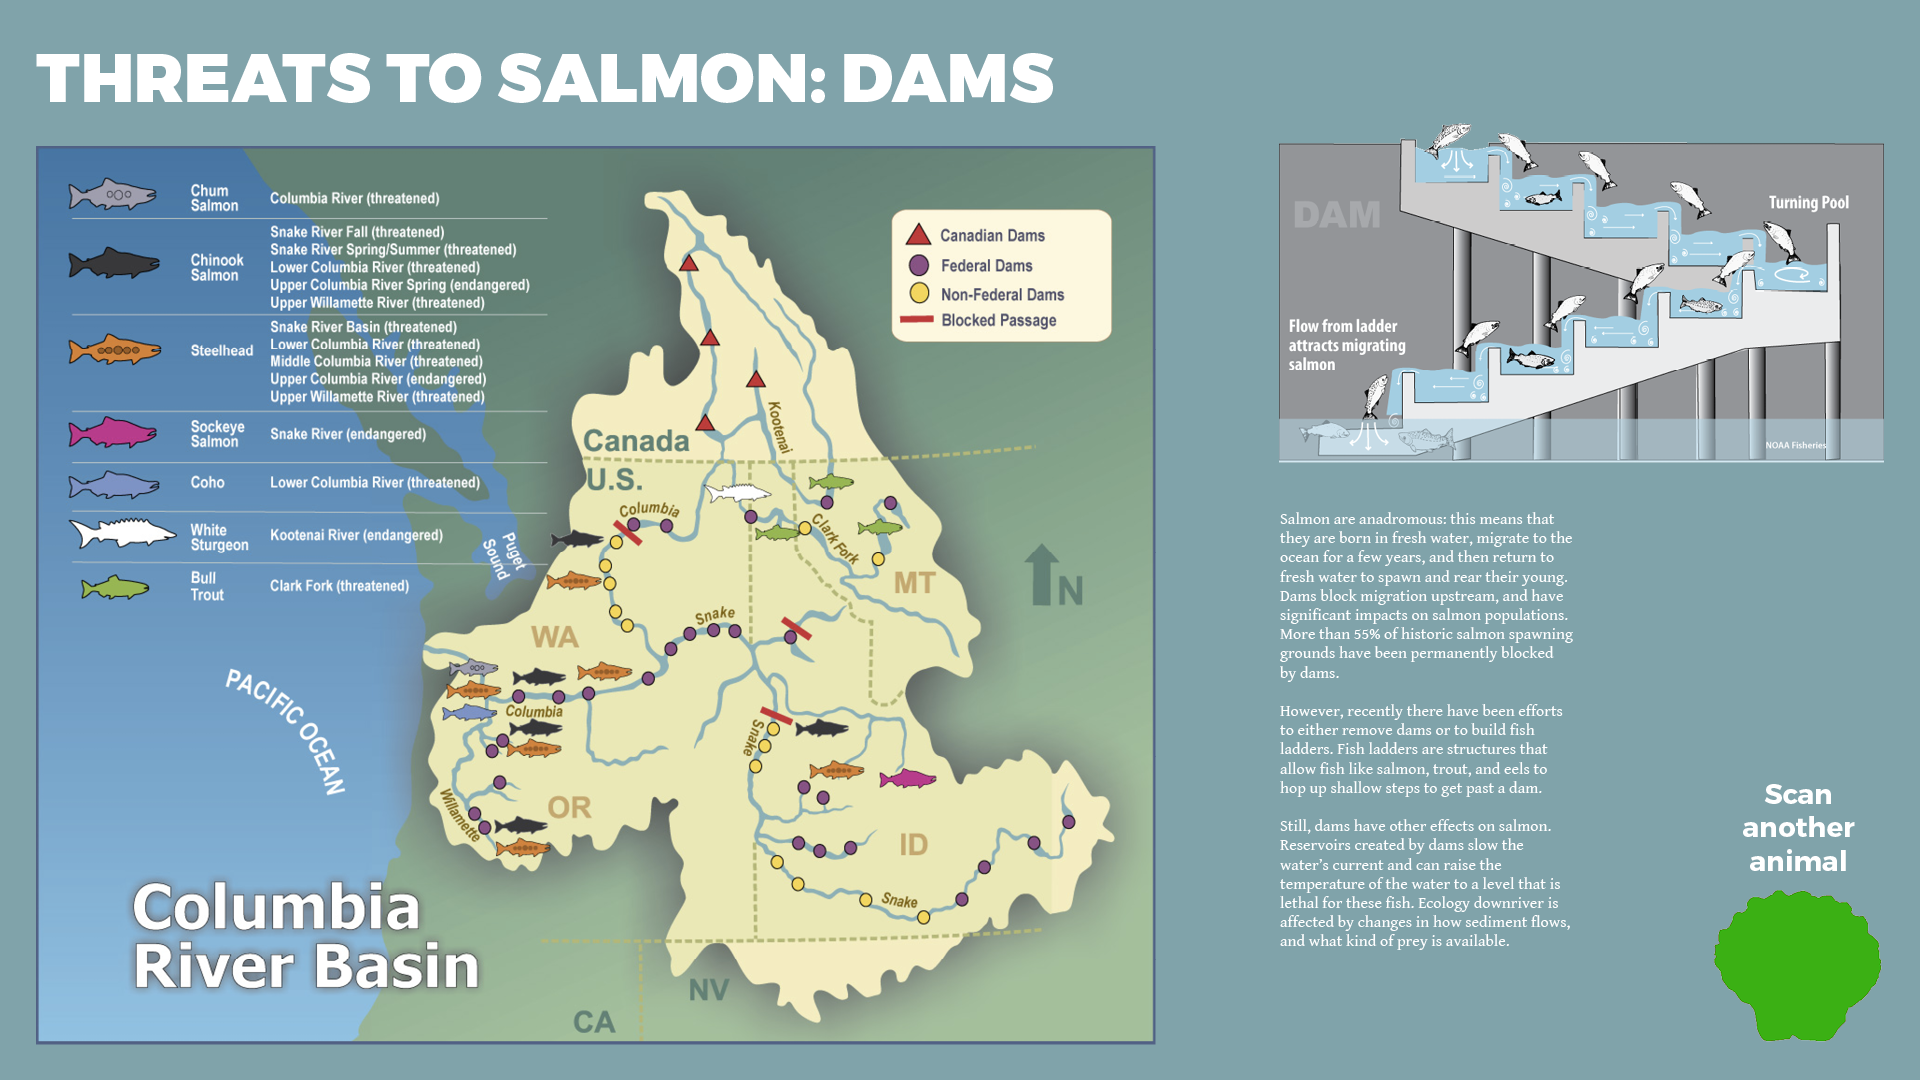 THREATS TO SALMON: DAMS
Chum
Salmon
Columbia River (threatened)
Chinook
Salmon
Snake River Fall (threatened)
Snake River Spring/Summer (threatened)
Lower Columbia River (threatened)
Upper Columbia River Spring (endangered)
Upper Willamette River (threatened)
Steelhead
Snake River Basin (threatened)
Lower Columbia River (threatened)
Middle Columbia River (threatened)
Upper Columbia River (endangered)
Upper Willamette River (threatened)
Sockeye
Salmon
Snake River (endangered)
Coho
Lower Columbia River (threatened)
White
Sturgeon
Kootenai River (endangered)
Bull
Trout
Clark Fork (threatened)
Canadian Dams
Federal Dams
Non-Federal Dams
Blocked Passage
Kootenai
Canada
U.S.
Columbia
Clark Fork
Puget
Sound
MT
N
WA
Snake
PACIFIC OCEAN
Columbia
Snake
Willamette
OR
ID
Snake
Columbia
River Basin
NV
CA
DAM
Turning Pool
Flow from ladder
attracts migrating
salmon
NOAA Fisheries
Salmon are anadromous: this means that
they are born in fresh water, migrate to the
ocean for a few years, and then return to
fresh water to spawn and rear their young.
Dams block migration upstream, and have
significant impacts on salmon populations.
More than 55% of historic salmon spawning
grounds have been permanently blocked
by dams.
However, recently there have been efforts
to either remove dams or to build fish
ladders. Fish ladders are structures that
allow fish like salmon, trout, and eels to
hop up shallow steps to get past a dam.
Still, dams have other effects on salmon.
Reservoirs created by dams slow the
water's current and can raise the
temperature of the water to a level that is
lethal for these fish. Ecology downriver is
affected by changes in how sediment flows,
and what kind of prey is available.
Scan
another
animal